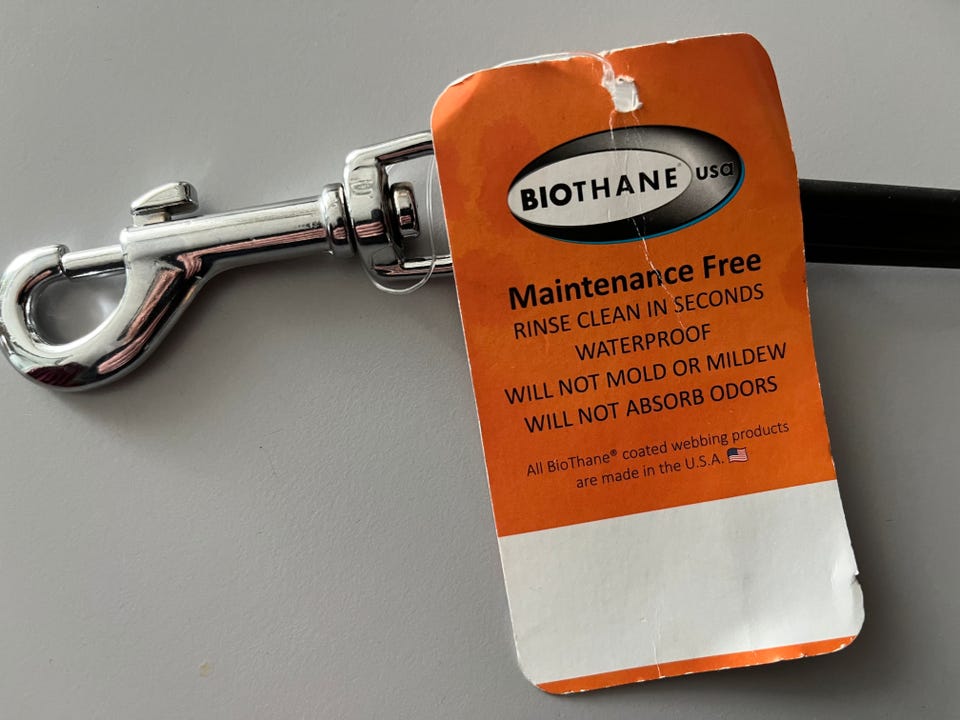 BIOTHANE® usa
Maintenance Free
RINSE CLEAN IN SECONDS
WATERPROOF
WILL NOT MOLD OR MILDEW
WILL NOT ABSORB ODORS
All BioThane® coated webbing products
are made in the U.S.A.